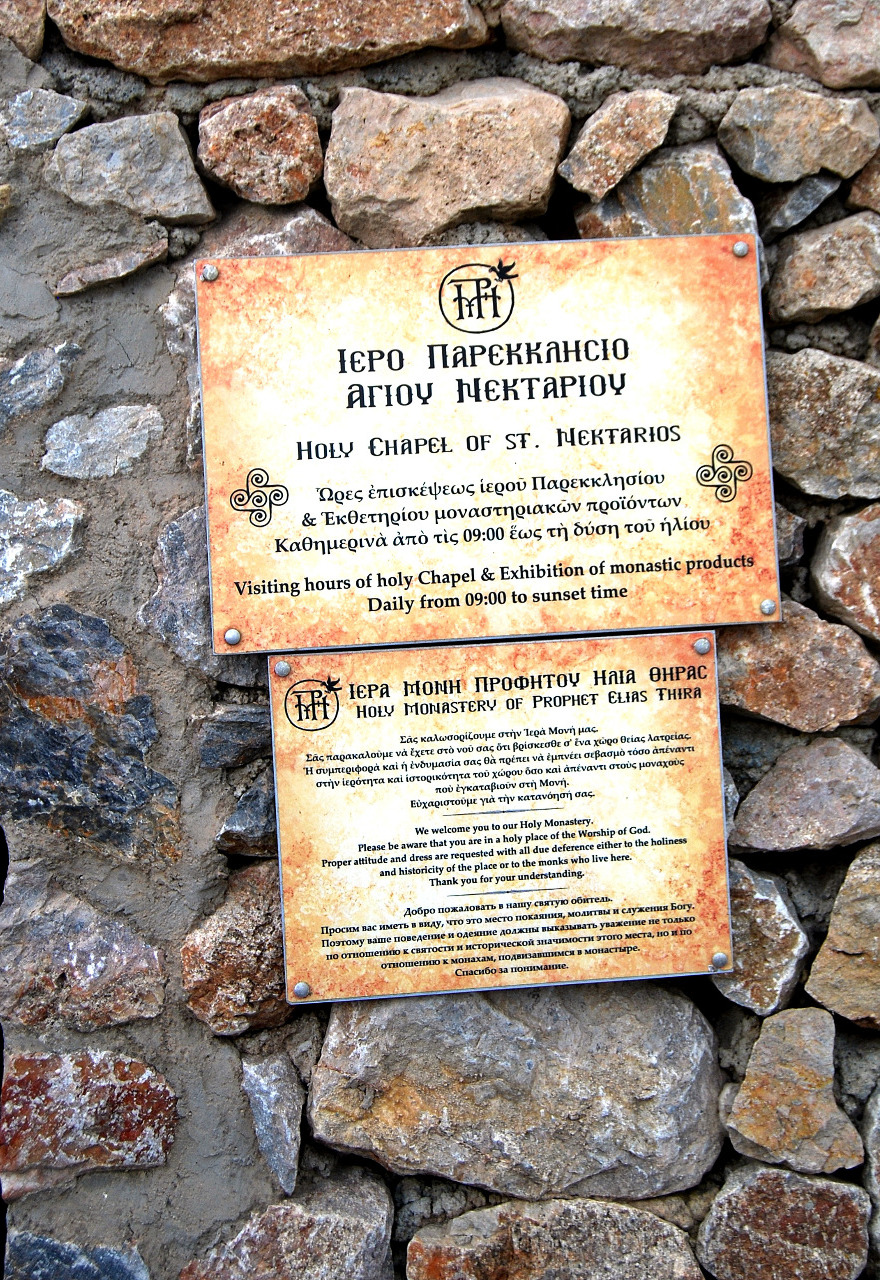 ΙΕΡΟ ΠΑΡΕΚΚΛΗΣΙΟ
ΑΓΙΟΥ ΝΕΚΤΑΡΙΟΥ
HOLY CHAPEL OF ST. NEKTARIOS
Ὧρες ἐπισκέψεως ἱεροῦ Παρεκκλησίου
& Ἐκθετηρίου μοναστηριακῶν προϊόντων
Καθημερινὰ ἀπὸ τὶς 09:00 ἕως τὴ δύση τοῦ ἡλίου
Visiting hours of holy Chapel & Exhibition of monastic products
Daily from 09:00 to sunset time
ΙΕΡΑ ΜΟΝΗ ΠΡΟΦΗΤΟΥ ΗΛΙΑ ΘΗΡΑΣ
HOLY MONASTERY OF PROPHET ELIAS THIRA
Σᾶς καλωσορίζουμε στὴν Ἱερὰ Μονή μας.
Σᾶς παρακαλοῦμε νὰ ἔχετε στὸ νοῦ σας ὅτι βρίσκεσθε σ' ἕνα χῶρο θείας λατρείας.
Ἡ συμπεριφορὰ καὶ ἡ ἐνδυμασία σας θὰ πρέπει νὰ ἐμπνέει σεβασμὸ τόσο ἀπέναντι
στὴν ἱερότητα καὶ ἱστορικότητα τοῦ χώρου ὅσο καὶ ἀπέναντι στοὺς μοναχοὺς
ποὺ ἐγκαταβιοῦν στὴ Μονή.
Εὐχαριστοῦμε γιὰ τὴν κατανόησή σας.
We welcome you to our Holy Monastery.
Please be aware that you are in a holy place of the Worship of God.
Proper attitude and dress are requested with all due deference either to the holiness
and historicity of the place or to the monks who live here.
Thank you for your understanding.
Добро пожаловать в нашу святую обитель.
Просим вас иметь в виду, что это место покаяния, молитвы и служения Богу.
Поэтому ваше поведение и одеяние должны выказывать уважение не только
по отношению к святости и исторической значимости этого места, но и по
отношению к монахам, подвизавшимся в монастыре.
Спасибо за понимание.